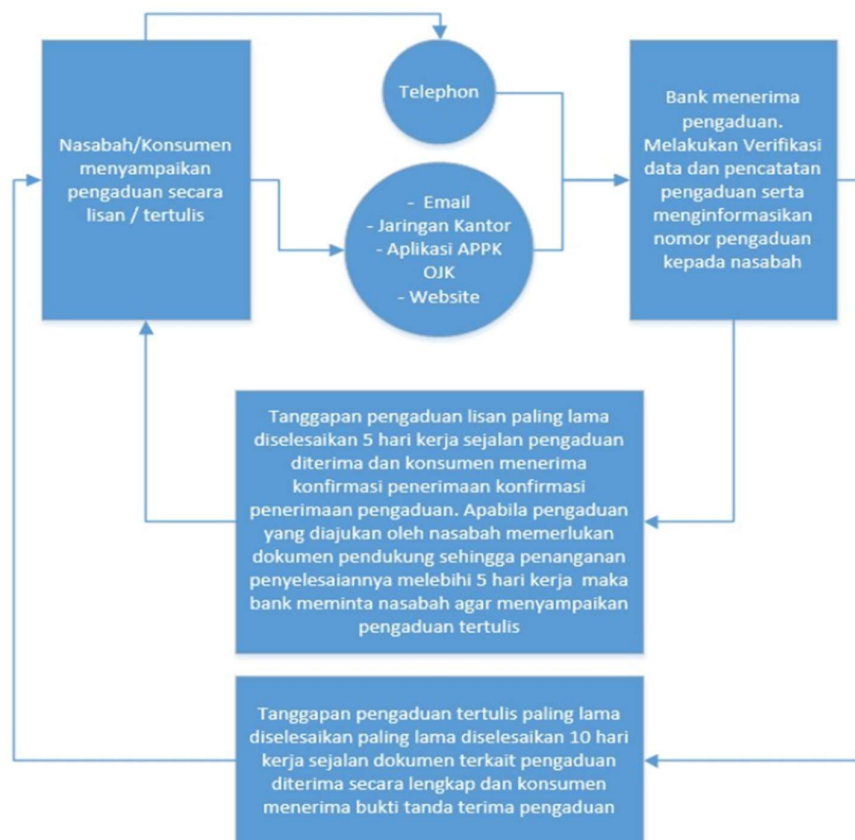 Nasabah/Konsumen
menyampaikan
pengaduan secara
lisan / tertulis
Telephon
- Email
- Jaringan Kantor
- Aplikasi APPK
OJK
- Website
Bank menerima
pengaduan.
Melakukan Verifikasi
data dan pencatatan
pengaduan serta
menginformasikan
nomor pengaduan
kepada nasabah
Tanggapan pengaduan lisan paling lama
diselesaikan 5 hari kerja sejalan pengaduan
diterima dan konsumen menerima
konfirmasi penerimaan konfirmasi
penerimaan pengaduan. Apabila pengaduan
yang diajukan oleh nasabah memerlukan
dokumen pendukung sehingga penanganan
penyelesaiannya melebihi 5 hari kerja maka
bank meminta nasabah agar menyampaikan
pengaduan tertulis
Tanggapan pengaduan tertulis paling lama
diselesaikan paling lama diselesaikan 10 hari
kerja sejalan dokumen terkait pengaduan
diterima secara lengkap dan konsumen
menerima bukti tanda terima pengaduan